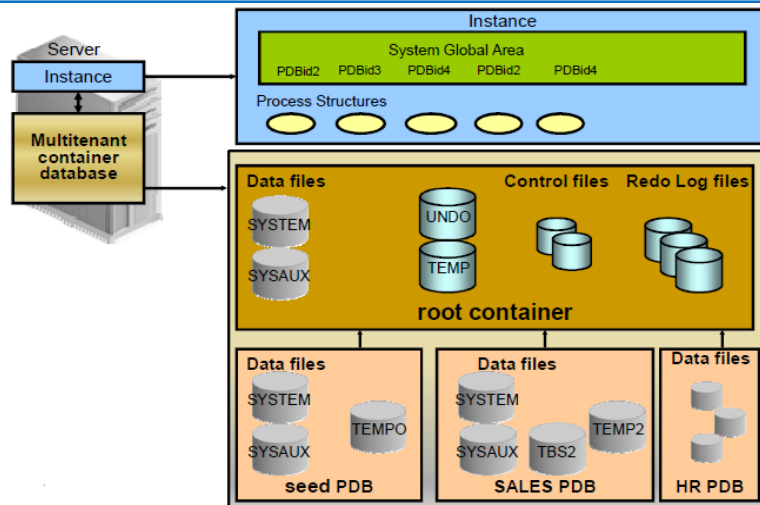 Server
Instance
Multitenant
container
database
Instance
System Global Area
PDBid2 PDBid3 PDBid4 PDBid2 PDBid4
Process Structures
Data files
SYSTEM
SYSAUX
UNDO
TEMP
Control files
Redo Log files
root container
Data files
SYSTEM
SYSAUX
TEMPO
seed PDB
Data files
SYSTEM
SYSAUX
TBS2
TEMP2
SALES PDB
Data files
HR PDB